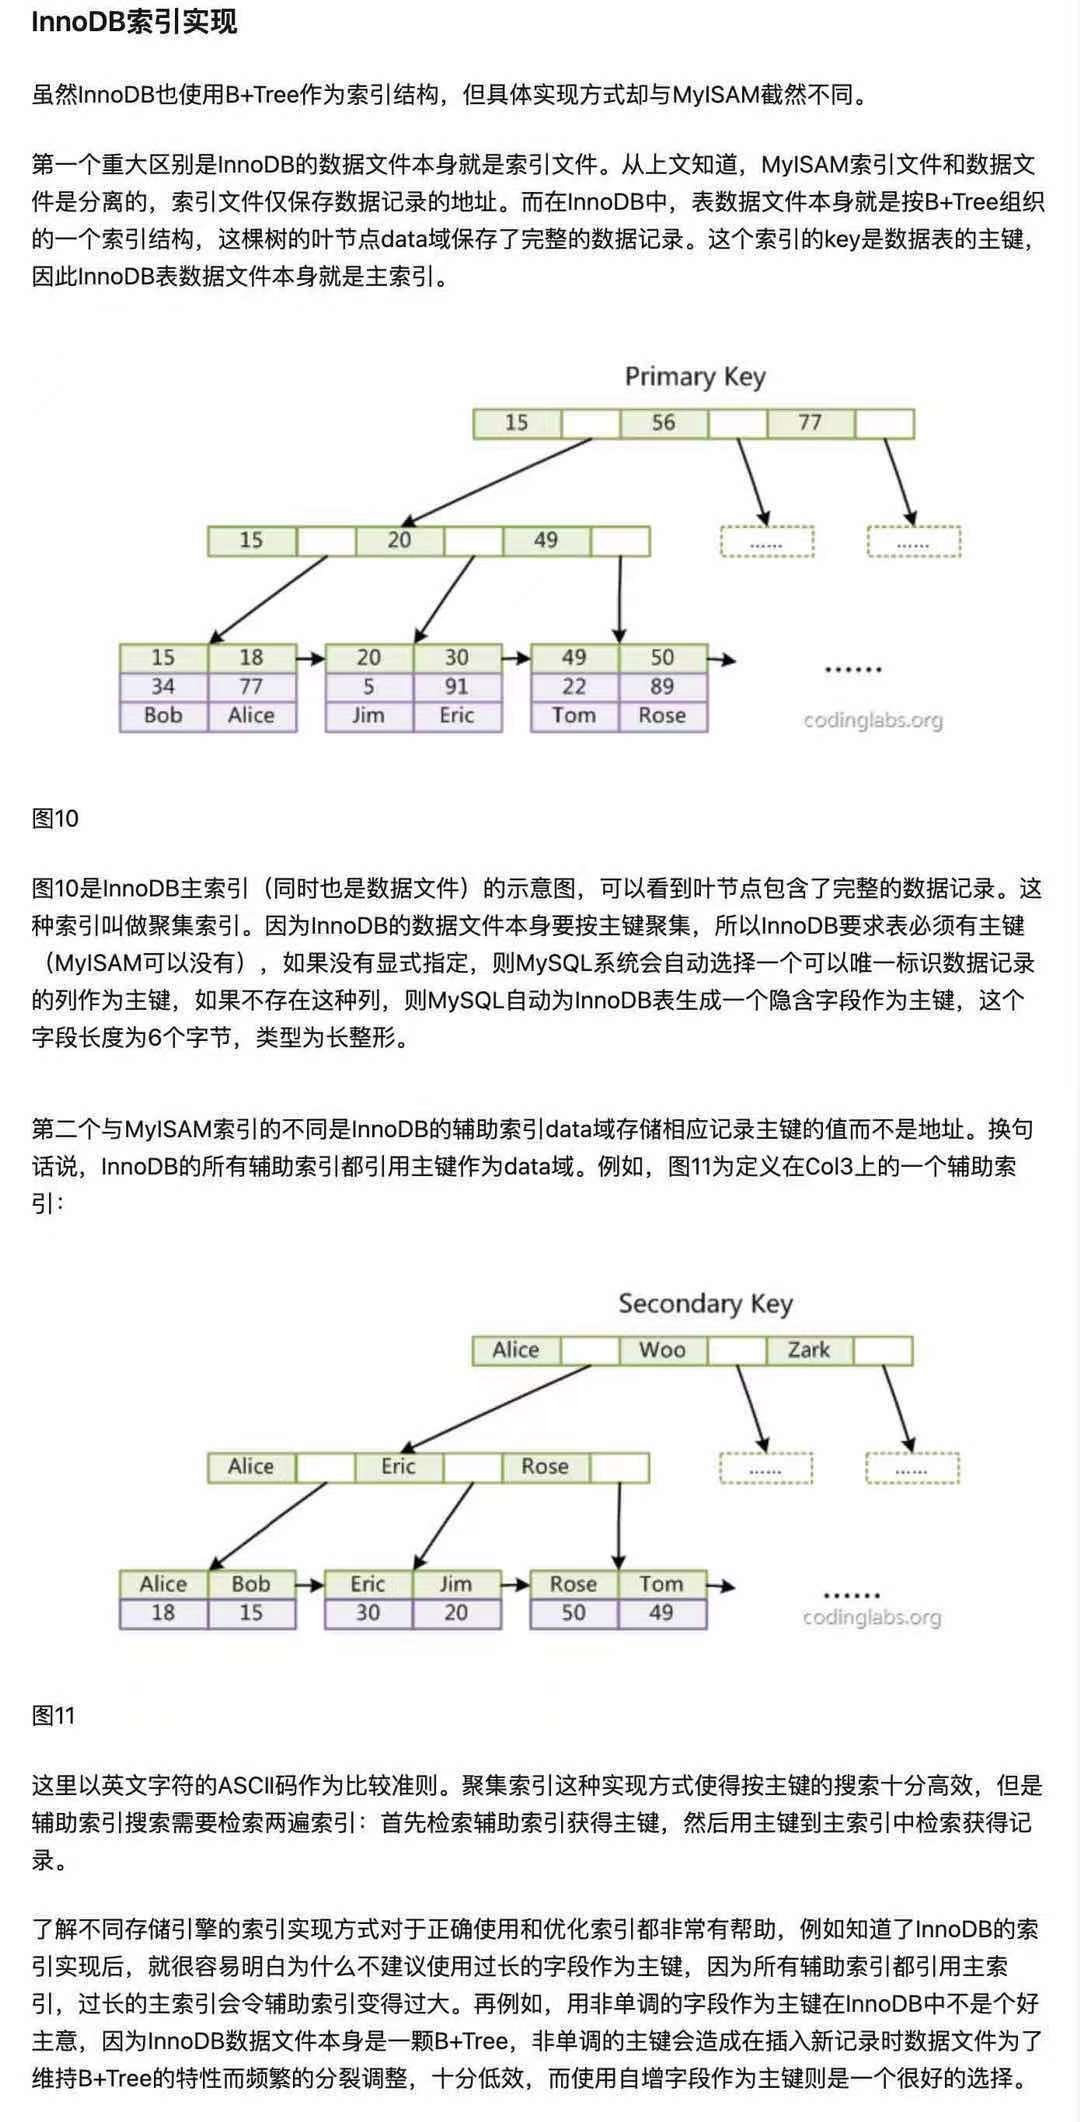 InnoDB索引实现
虽然InnoDB也使用B+Tree作为索引结构，但具体实现方式却与MyISAM截然不同。
第一个重大区别是InnoDB的数据文件本身就是索引文件。从上文知道，MyISAM索引文件和数据文
件是分离的，索引文件仅保存数据记录的地址。而在InnoDB中，表数据文件本身就是按B+Tree组织
的一个索引结构，这棵树的叶节点data域保存了完整的数据记录。这个索引的key是数据表的主键，
因此InnoDB表数据文件本身就是主索引。
Primary Key
15 56 77
15 20 49 ...... ......
15 18 20 30 49 50 ......
34 77 5 91 22 89
Bob Alice Jim Eric Tom Rose
codinglabs.org
图10
图10是InnoDB主索引（同时也是数据文件）的示意图，可以看到叶节点包含了完整的数据记录。这
种索引叫做聚集索引。因为InnoDB的数据文件本身要按主键聚集，所以InnoDB要求表必须有主键
（MyISAM可以没有），如果没有显式指定，则MySQL系统会自动选择一个可以唯一标识数据记录
的列作为主键，如果不存在这种列，则MySQL自动为InnoDB表生成一个隐含字段作为主键，这个
字段长度为6个字节，类型为长整形。
第二个与MyISAM索引的不同是InnoDB的辅助索引data域存储相应记录主键的值而不是地址。换句
话说，InnoDB的所有辅助索引都引用主键作为data域。例如，图11为定义在Col3上的一个辅助索
引：
Secondary Key
Alice Woo Zark
Alice Eric Rose ...... ......
Alice Bob Eric Jim Rose Tom ......
18 15 30 20 50 49
codinglabs.org
图11
这里以英文字符的ASCII码作为比较准则。聚集索引这种实现方式使得按主键的搜索十分高效，但是
辅助索引搜索需要检索两遍索引：首先检索辅助索引获得主键，然后用主键到主索引中检索获得记
录。
了解不同存储引擎的索引实现方式对于正确使用和优化索引都非常有帮助，例如知道了InnoDB的索
引实现后，就很容易明白为什么不建议使用过长的字段作为主键，因为所有辅助索引都引用主索
引，过长的主索引会令辅助索引变得过大。再例如，用非单调的字段作为主键在InnoDB中不是个好
主意，因为InnoDB数据文件本身是一颗B+Tree，非单调的主键会造成在插入新记录时数据文件为了
维持B+Tree的特性而频繁的分裂调整，十分低效，而使用自增字段作为主键则是一个很好的选择。